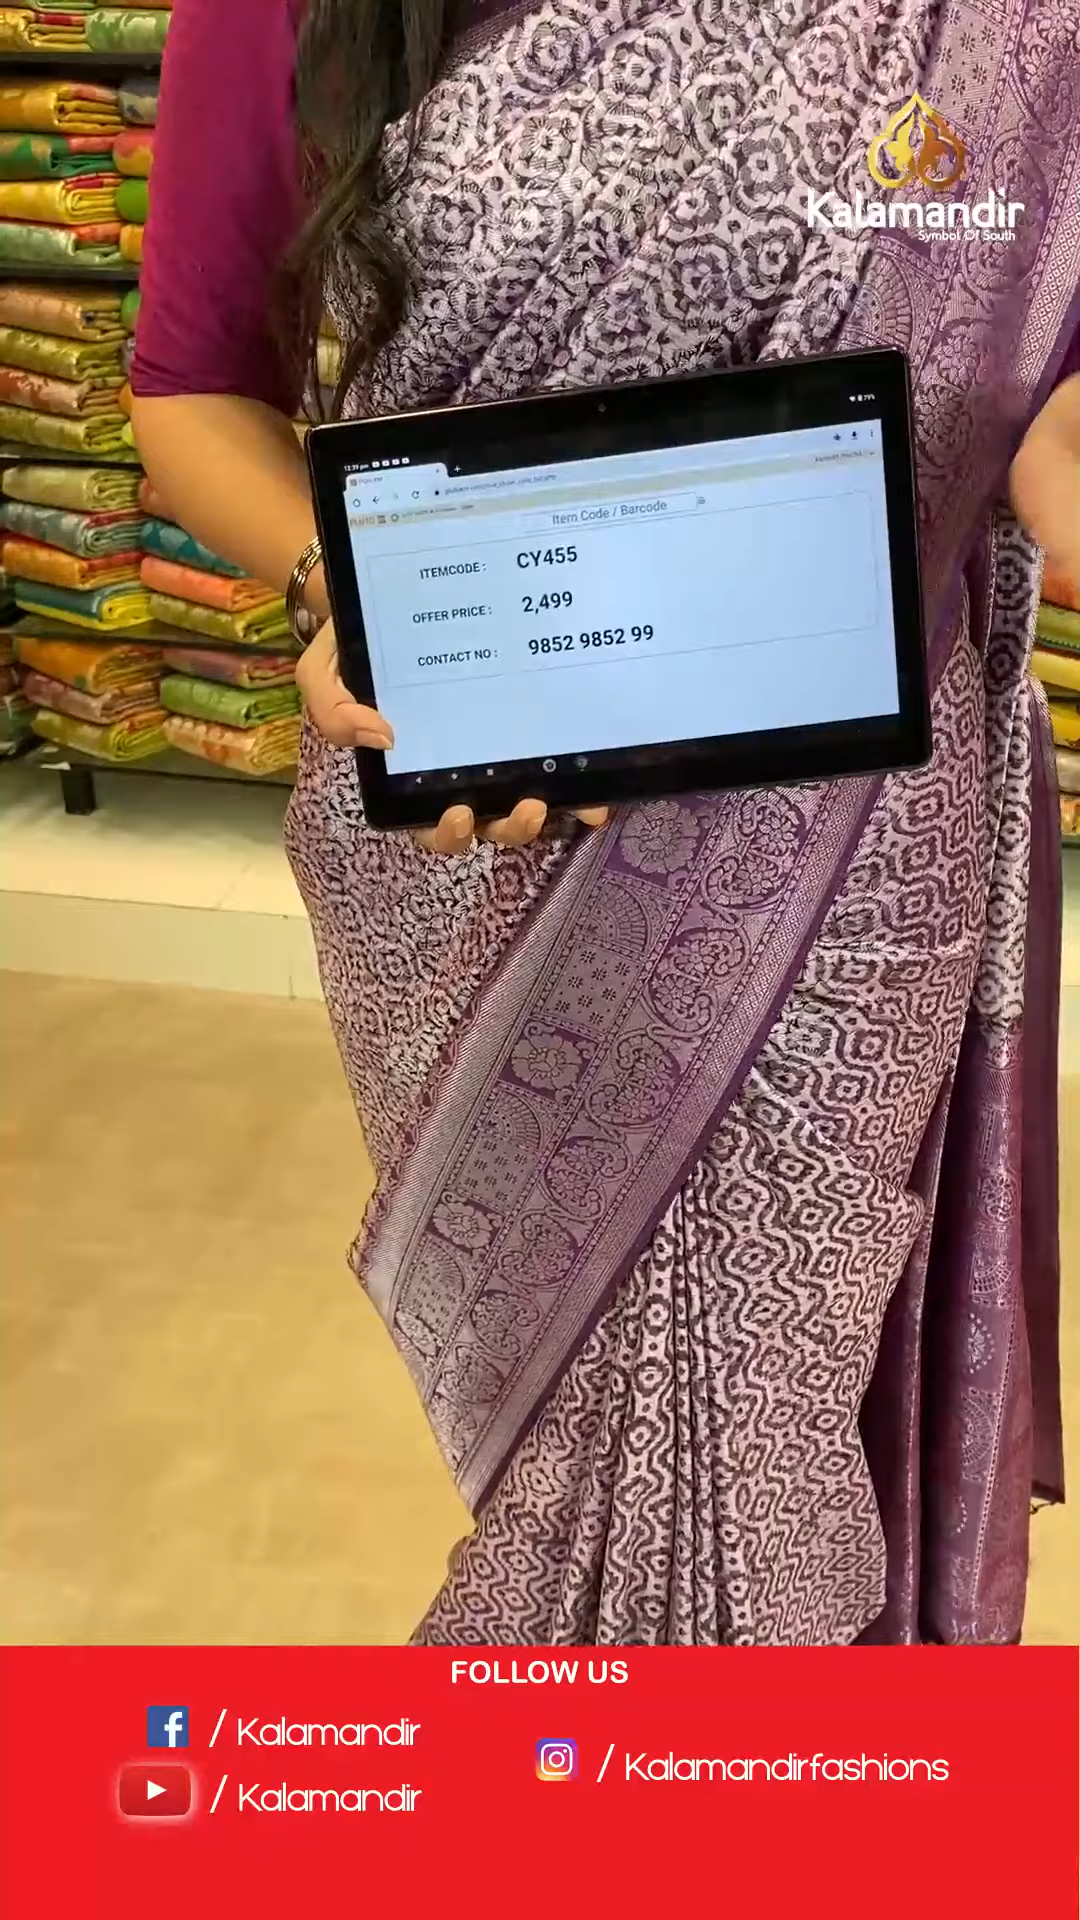 Kalamandir
Symbol Of South
Item Code / Barcode
ITEMCODE : CY455
OFFER PRICE : 2,499
CONTACT NO : 9852 9852 99
FOLLOW US
/ Kalamandir
/ Kalamandirfashions
/ Kalamandir